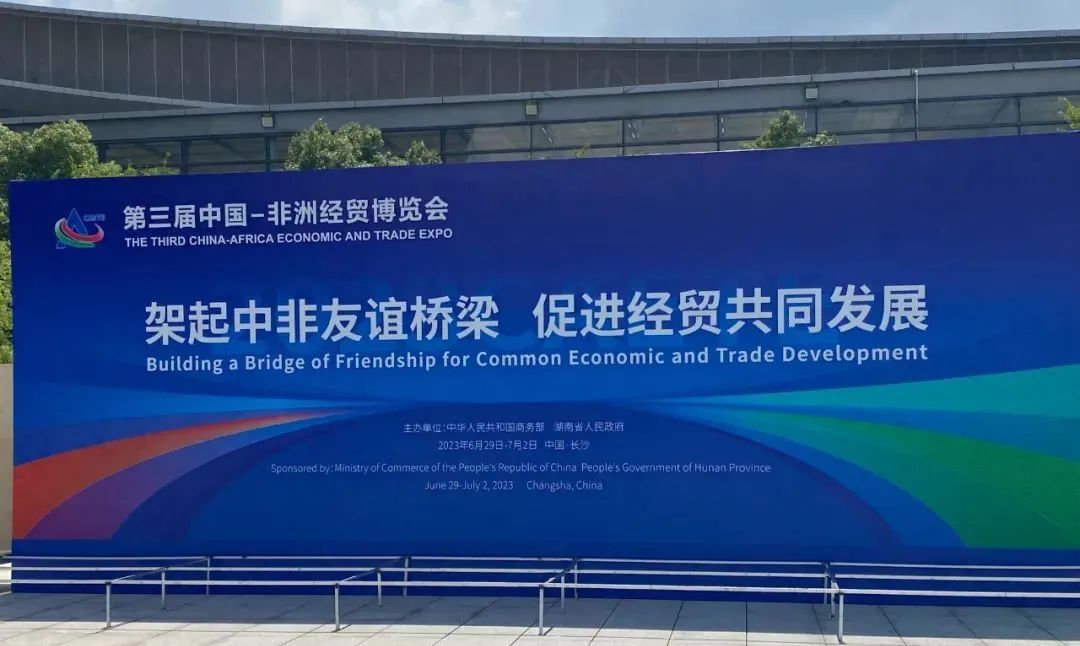 CAETE
第三届中国-非洲经贸博览会
THE THIRD CHINA-AFRICA ECONOMIC AND TRADE EXPO
架起中非友谊桥梁 促进经贸共同发展
Building a Bridge of Friendship for Common Economic and Trade Development
主办单位:中华人民共和国商务部 湖南省人民政府
2023年6月29日-7月2日 中国·长沙
Sponsored by: Ministry of Commerce of the People's Republic of China People's Government of Hunan Province
June 29-July 2, 2023 Changsha, China